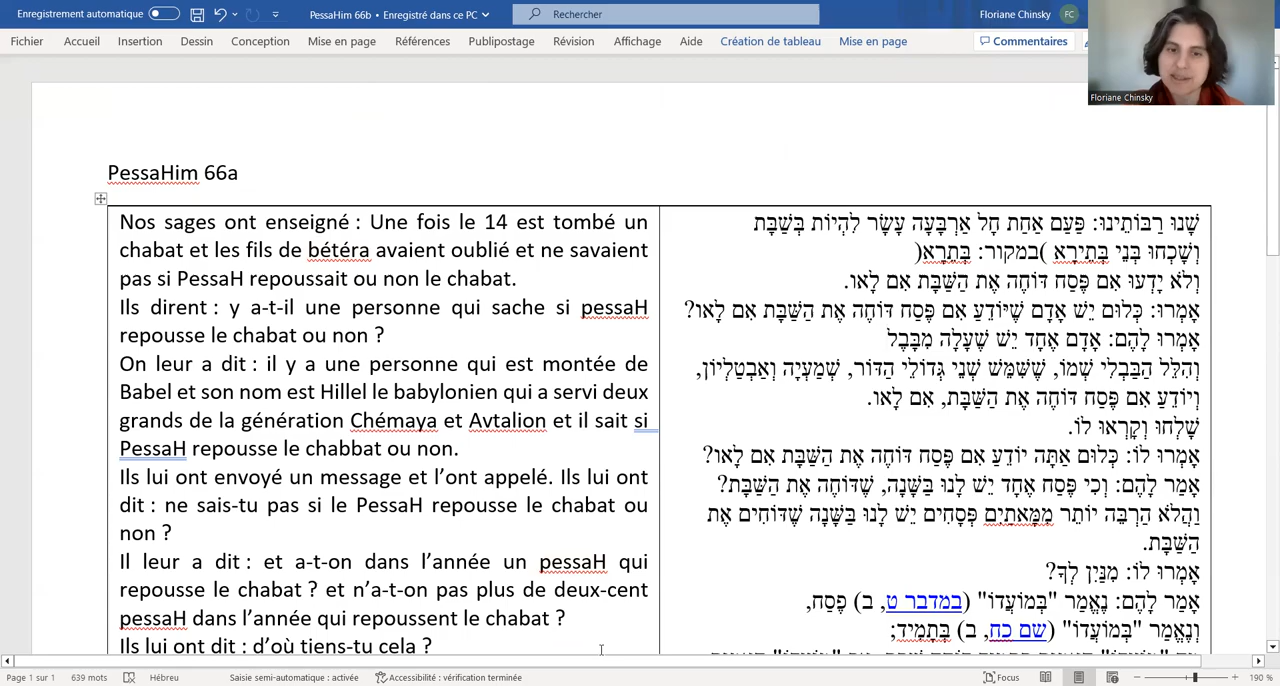 Enregistrement automatique
PessaHim 66b • Enregistré dans ce PC
Rechercher
Floriane Chinsky
FC
Fichier
Accueil
Insertion
Dessin
Conception
Mise en page
Références
Publipostage
Révision
Affichage
Aide
Création de tableau
Mise en page
Commentaires
Floriane Chinsky
PessaHim 66a
Nos sages ont enseigné : Une fois le 14 est tombé un
chabat et les fils de bétéra avaient oublié et ne savaient
pas si PessaH repoussait ou non le chabat.
Ils dirent : y a-t-il une personne qui sache si pessaH
repousse le chabat ou non ?
On leur a dit : il y a une personne qui est montée de
Babel et son nom est Hillel le babylonien qui a servi deux
grands de la génération Chémaya et Avtalion et il sait si
PessaH repousse le chabbat ou non.
Ils lui ont envoyé un message et l’ont appelé. Ils lui ont
dit : ne sais-tu pas si le PessaH repousse le chabat ou
non ?
Il leur a dit : et a-t-on dans l’année un pessaH qui
repousse le chabat ? et n’a-t-on pas plus de deux-cent
pessaH dans l’année qui repoussent le chabat ?
Ils lui ont dit : d’où tiens-tu cela ?
שָׁנוּ רַבּוֹתֵינוּ: פַּעַם אַחַת חָל אַרְבָּעָה עָשָׂר לִהְיוֹת בְּשַׁבָּת
וְשָׁכְחוּ בְּנֵי בְּתֵירָא )במקור: בְּתֵרָא(
וְלֹא יָדְעוּ אִם פֶּסַח דּוֹחֶה אֶת הַשַּׁבָּת אִם לָאו.
אָמְרוּ: כְּלוּם יֵשׁ אָדָם שֶׁיּוֹדֵעַ אִם פֶּסַח דּוֹחֶה אֶת הַשַּׁבָּת אִם לָאו?
אָמְרוּ לָהֶם: אָדָם אֶחָד יֵשׁ שֶׁעָלָה מִבָּבֶל
וְהִלֵּל הַבַּבְלִי שְׁמוֹ, שֶׁשִּׁמֵּשׁ שְׁנֵי גְּדוֹלֵי הַדּוֹר, שְׁמַעְיָה וְאַבְטַלְיוֹן,
וְיוֹדֵעַ אִם פֶּסַח דּוֹחֶה אֶת הַשַּׁבָּת, אִם לָאו.
שָׁלְחוּ וְקָרְאוּ לוֹ.
אָמְרוּ לוֹ: כְּלוּם אַתָּה יוֹדֵעַ אִם פֶּסַח דּוֹחֶה אֶת הַשַּׁבָּת אִם לָאו?
אָמַר לָהֶם: וְכִי פֶּסַח אֶחָד יֵשׁ לָנוּ בַּשָּׁנָה, שֶׁדּוֹחֶה אֶת הַשַּׁבָּת?
וַהֲלֹא הַרְבֵּה יוֹתֵר מִמָּאתַיִם פְּסָחִים יֵשׁ לָנוּ בַּשָּׁנָה שֶׁדּוֹחִים אֶת
הַשַּׁבָּת.
אָמְרוּ לוֹ: מִנַּיִן לְךָ?
אָמַר לָהֶם: נֶאֱמַר "בְּמוֹעֲדוֹ" (במדבר ט, ב) פֶּסַח,
וְנֶאֱמַר "בְּמוֹעֲדוֹ" (שם כח, ב) בְּתָמִיד;
Page 1 sur 1
639 mots
Hébreu
Saisie semi-automatique : activée
Accessibilité : vérification terminée
Focus
190 %